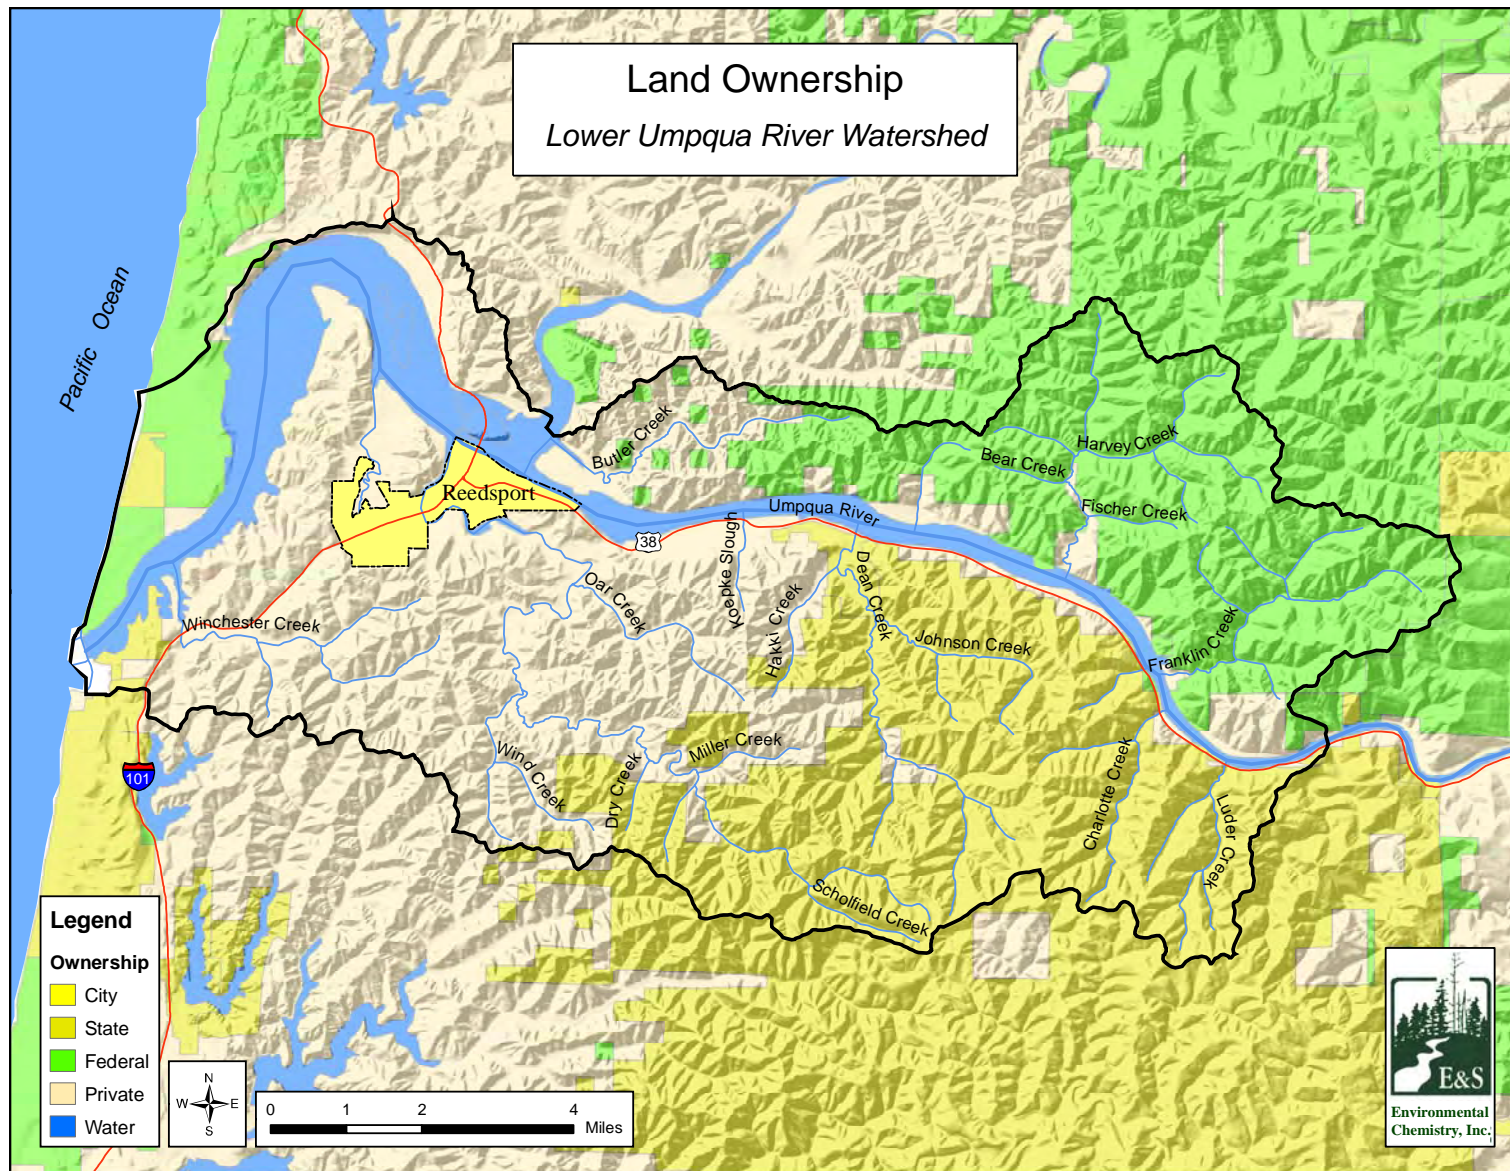 Land Ownership
Lower Umpqua River Watershed
Pacific Ocean
Butler Creek
Harvey Creek
Bear Creek
Reedsport
Umpqua River
Fischer Creek
38
Koepke Slough
Dean Creek
Oar Creek
Hakki Creek
Winchester Creek
Johnson Creek
Franklin Creek
Miller Creek
Wind Creek
Dry Creek
Charlotte Creek
101
Luder Creek
Scholfield Creek
Legend
Ownership
City
State
Federal
Private
Water
N
W E
S
0 1 2 4
Miles
E&S
Environmental
Chemistry, Inc.